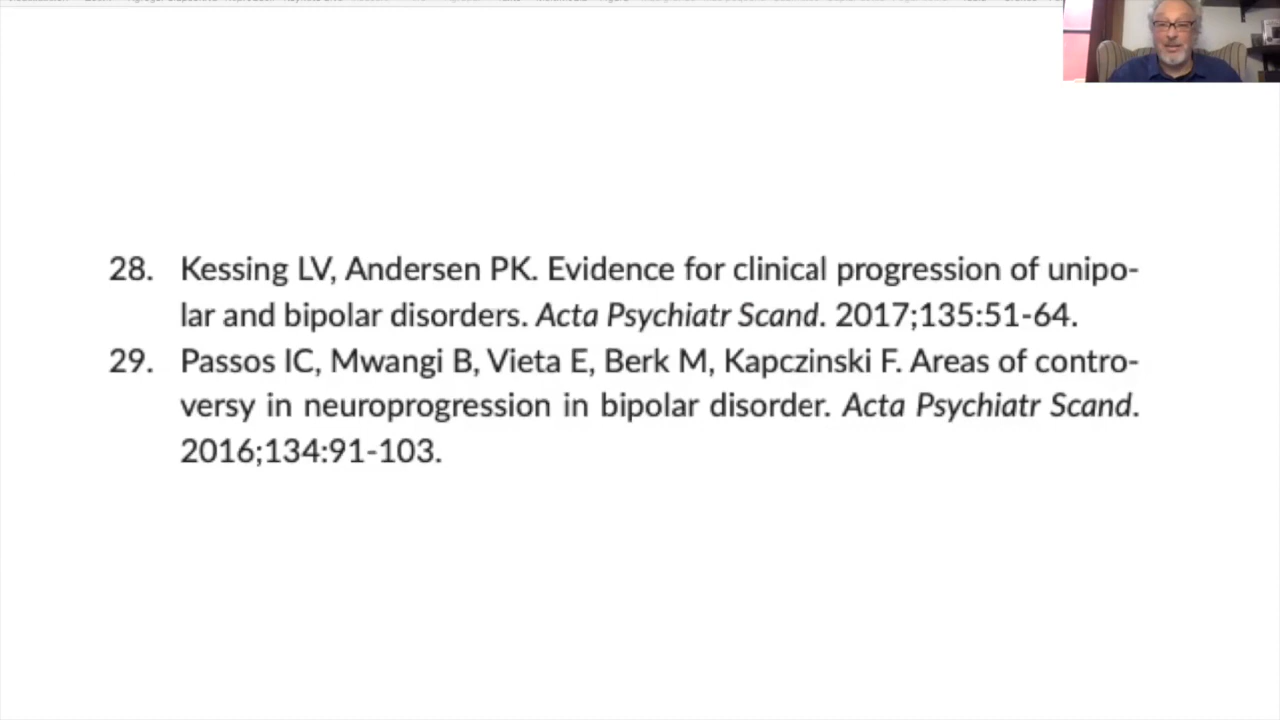 28. Kessing LV, Andersen PK. Evidence for clinical progression of unipo-
lar and bipolar disorders. Acta Psychiatr Scand. 2017;135:51-64.
29. Passos IC, Mwangi B, Vieta E, Berk M, Kapczinski F. Areas of contro-
versy in neuroprogression in bipolar disorder. Acta Psychiatr Scand.
2016;134:91-103.